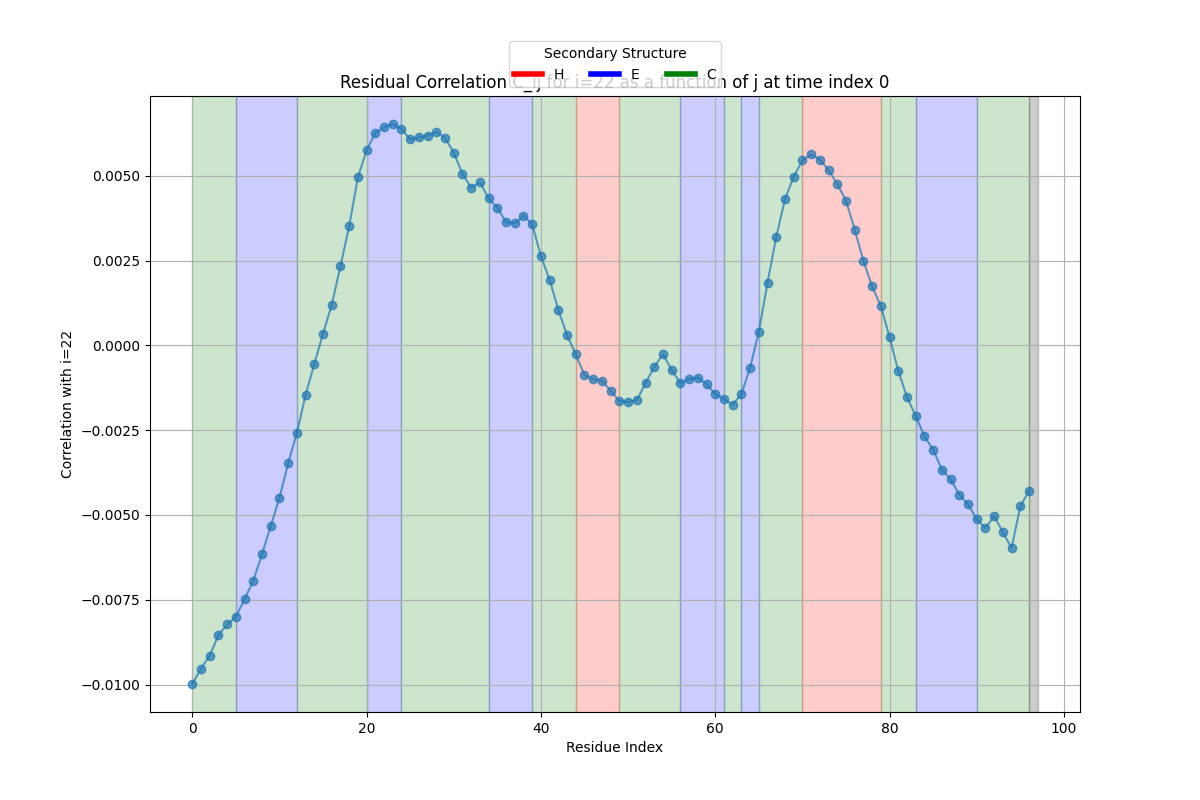 Secondary Structure
H E C
Residual Correlation C_ij for i=22 as a function of j at time index 0
Correlation with i=22
0.0050
0.0025
0.0000
−0.0025
−0.0050
−0.0075
−0.0100
0 20 40 60 80 100
Residue Index